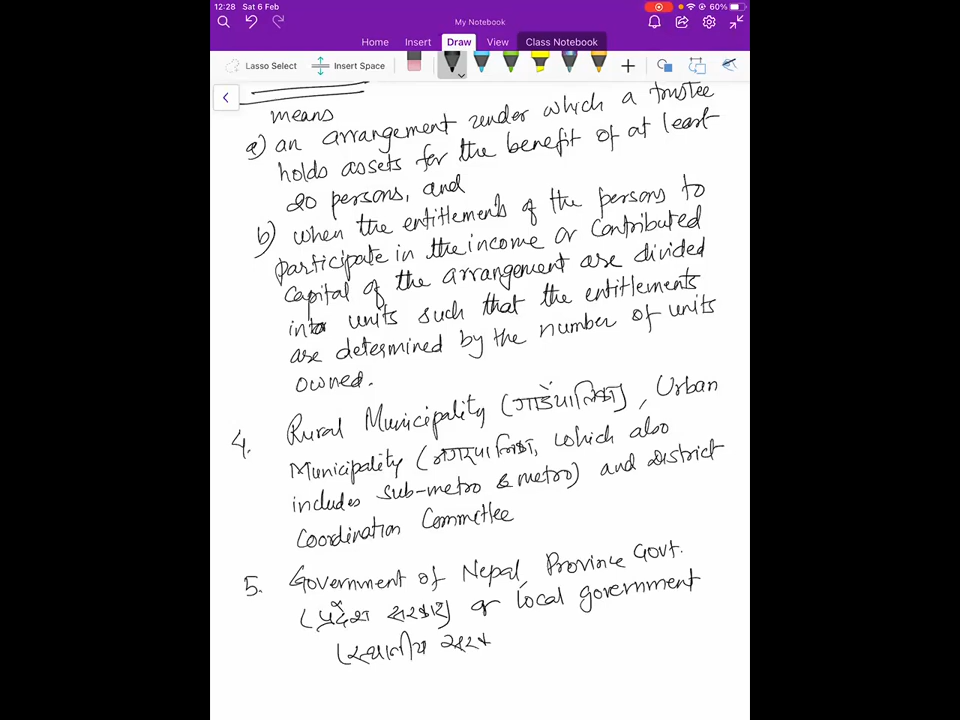 12:28 Sat 6 Feb
60%
My Notebook
Home Insert Draw View Class Notebook
Lasso Select Insert Space
means
a) an arrangement under which a trustee
holds assets for the benefit of at least
20 persons, and
b) when the entitlements of the persons to
participate in the income or contributed
capital of the arrangement are divided
into units such that the entitlements
are determined by the number of units
owned.
4. Rural Municipality (गाउँपालिका), Urban
Municipality (नगरपालिका, which also
includes sub-metro & metro) and District
Coordination Committee
5. Government of Nepal, Province Govt.
(प्रदेश सरकार) or local government
(स्थानीय सरक